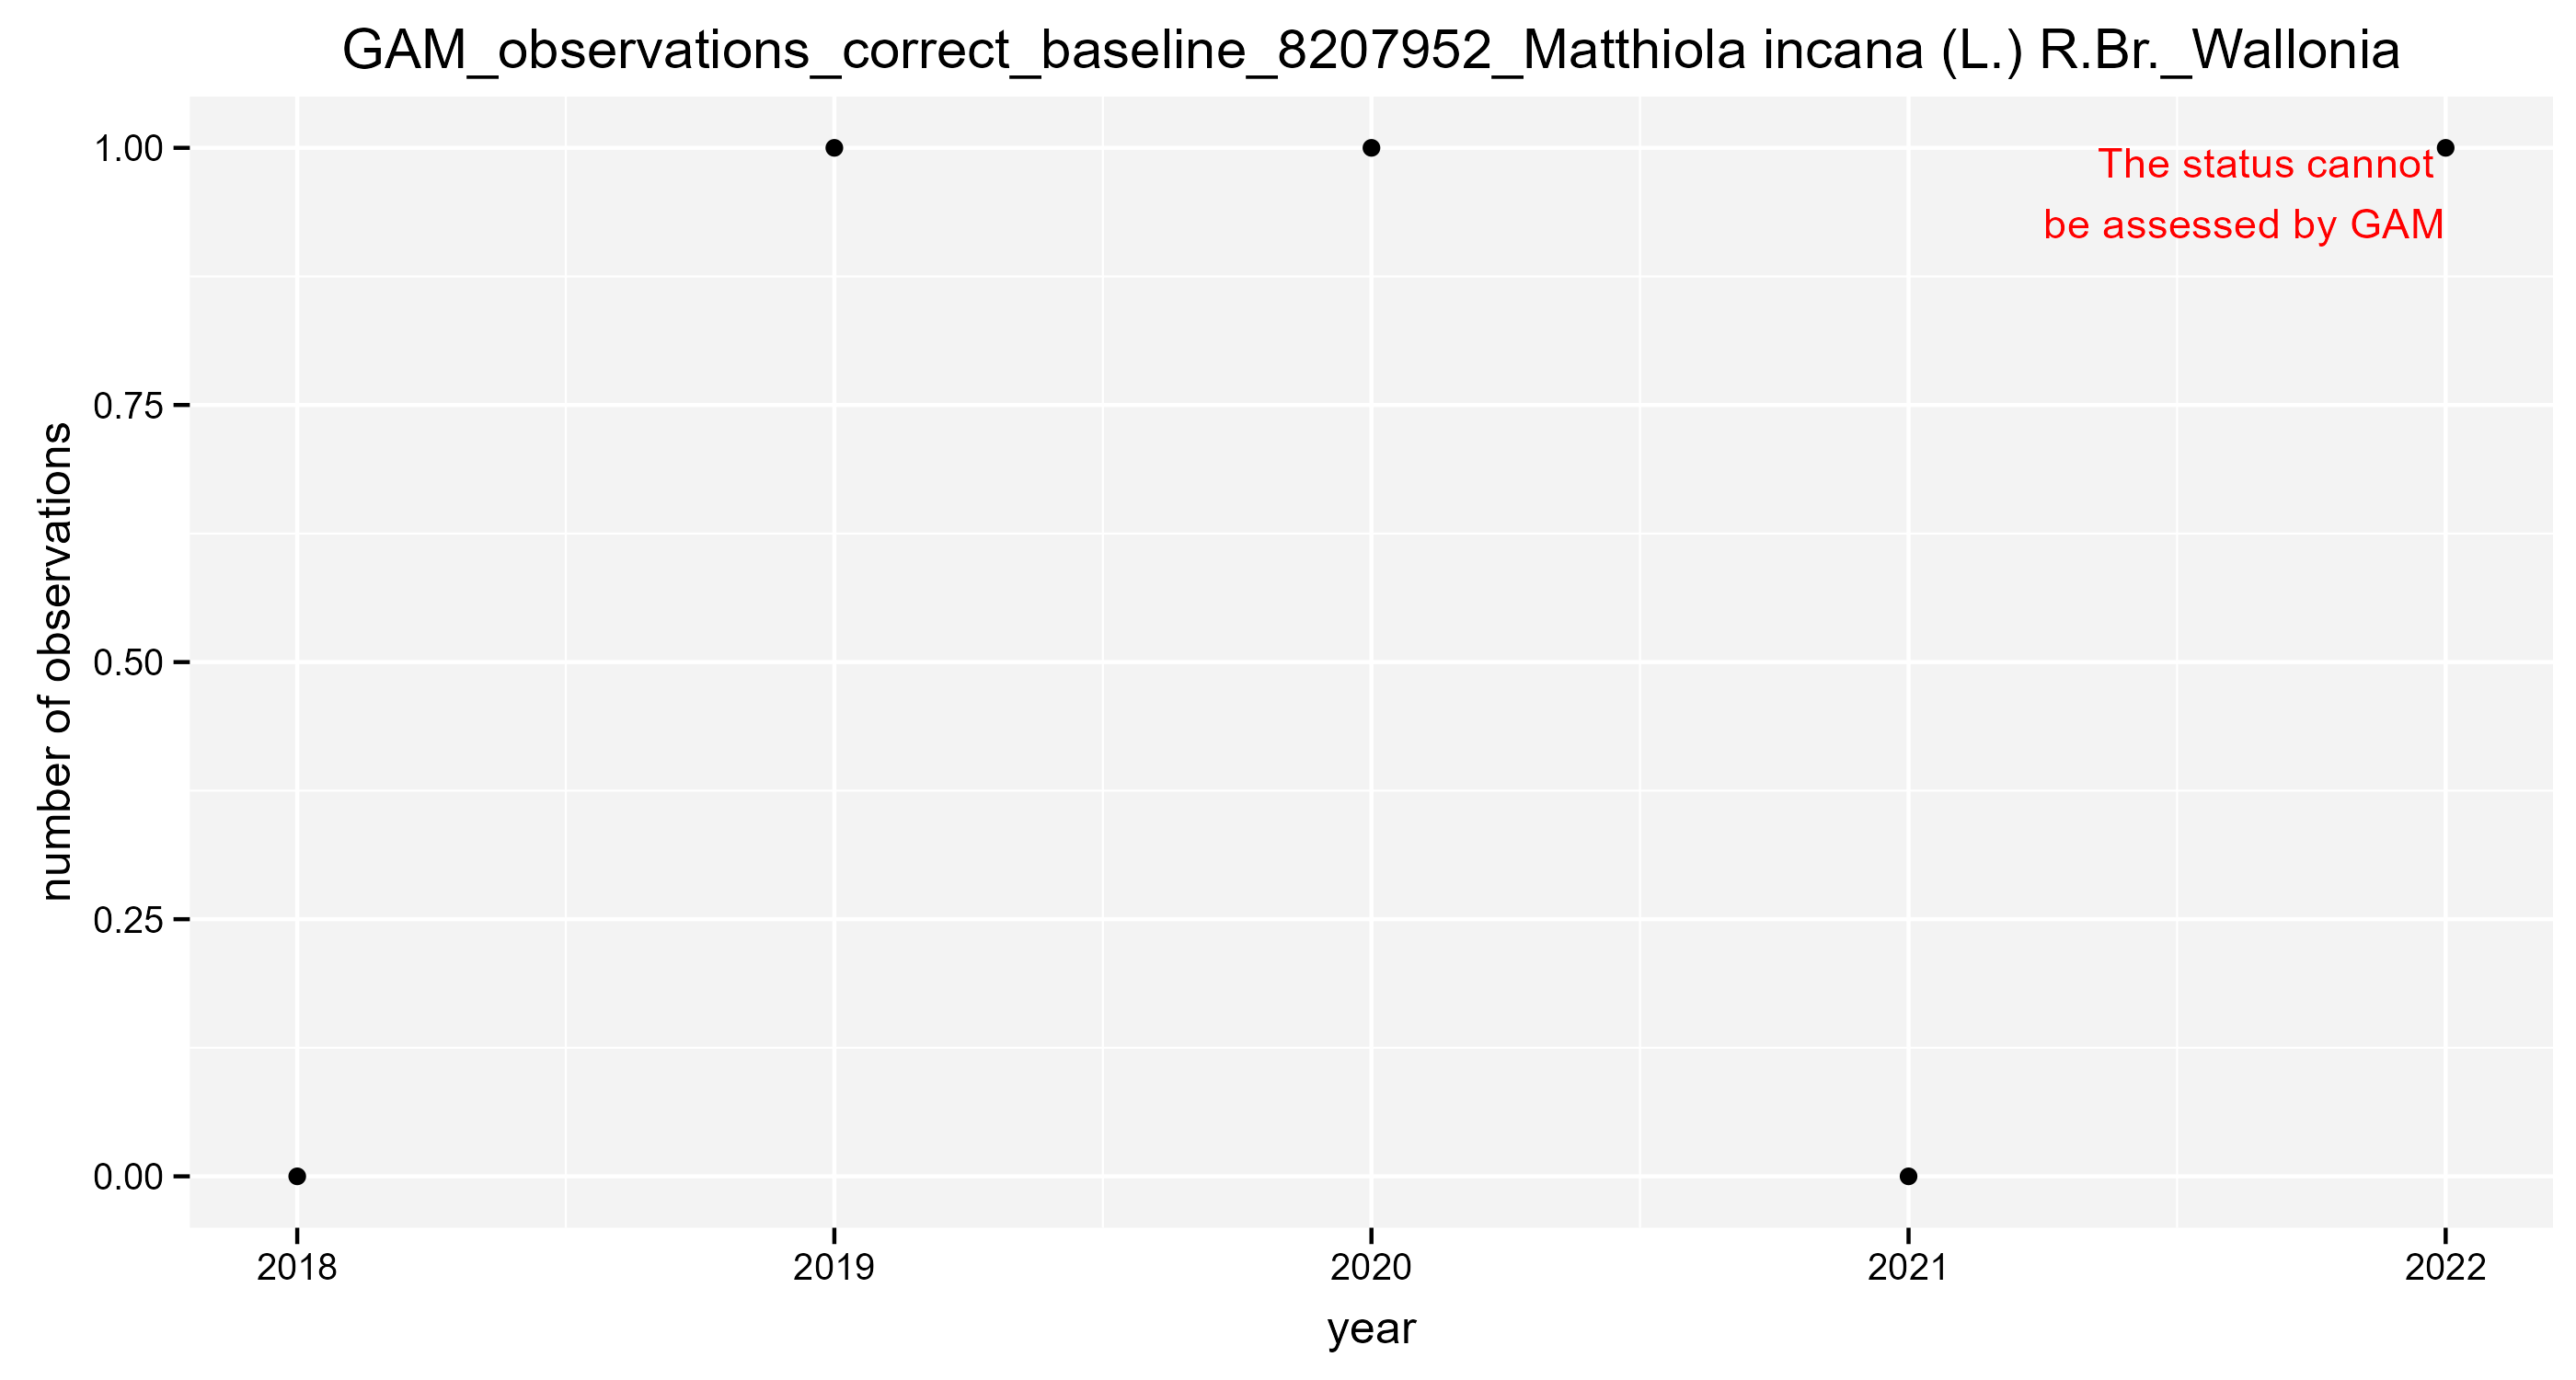 GAM_observations_correct_baseline_8207952_Matthiola incana (L.) R.Br._Wallonia
1.00
The status cannot
be assessed by GAM
0.75
number of observations
0.50
0.25
0.00
2018 2019 2020 2021 2022
year